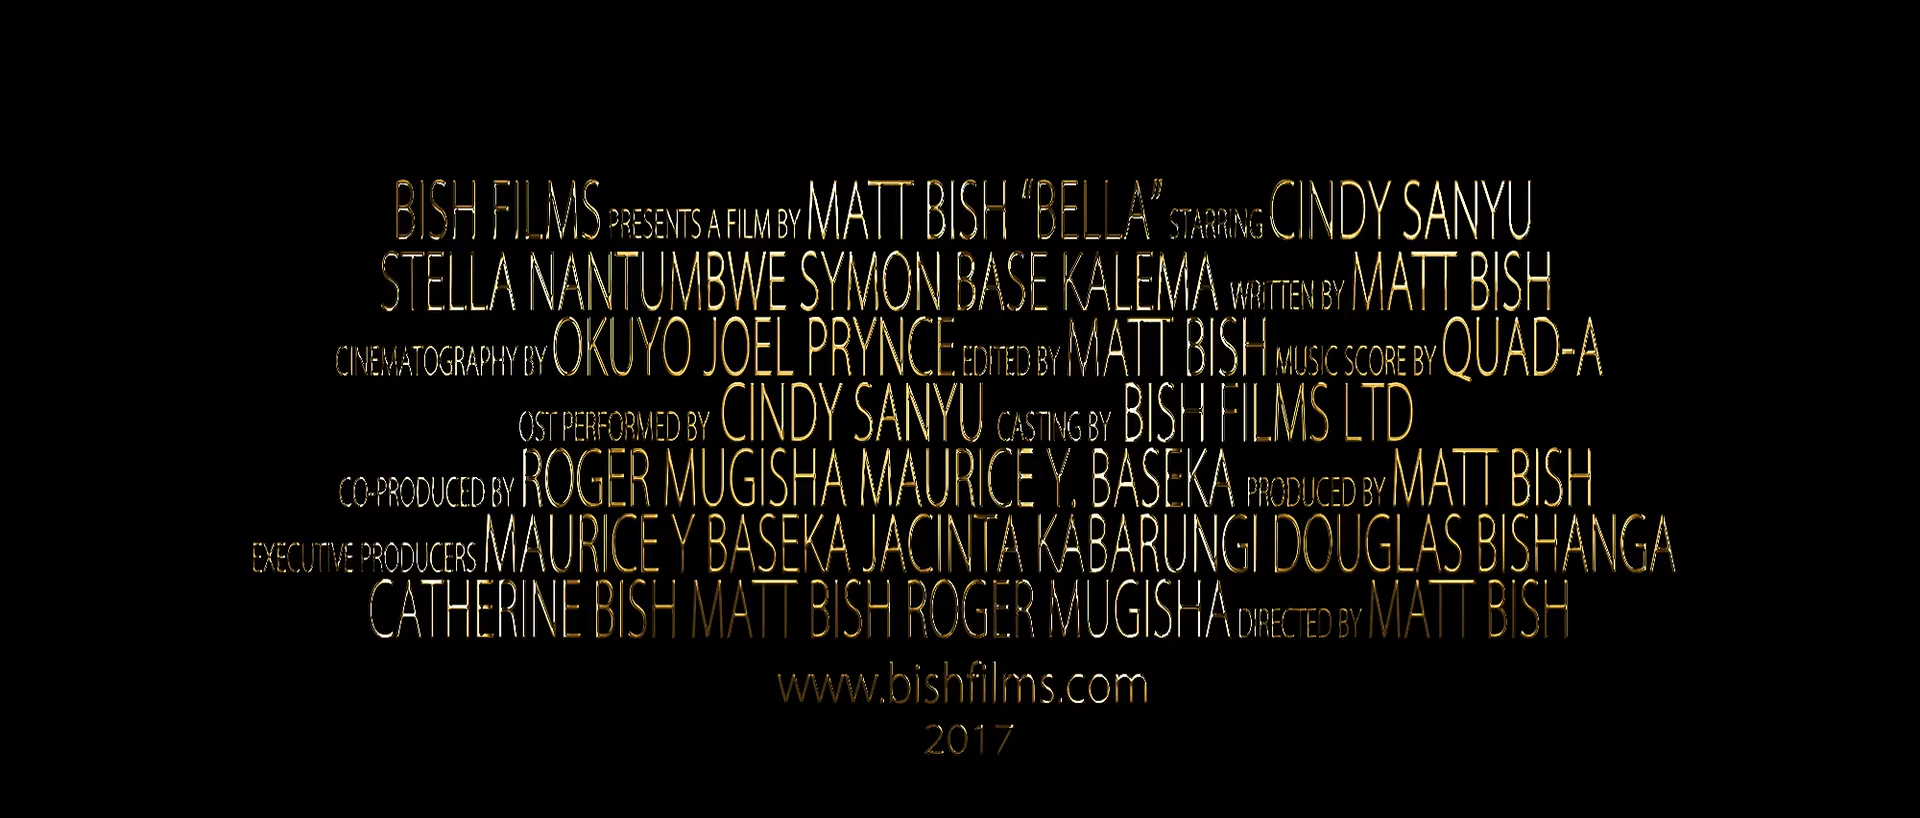 BISH FILMS PRESENTS A FILM BY MATT BISH “BELLA” STARRING CINDY SANYU
STELLA NANTUMBWE SYMON BASE KALEMA WRITTEN BY MATT BISH
CINEMATOGRAPHY BY OKUYO JOEL PRYNCE EDITED BY MATT BISH MUSIC SCORE BY QUAD-A
OST PERFORMED BY CINDY SANYU CASTING BY BISH FILMS LTD
CO-PRODUCED BY ROGER MUGISHA MAURICE Y. BASEKA PRODUCED BY MATT BISH
EXECUTIVE PRODUCERS MAURICE Y BASEKA JACINTA KABARUNGI DOUGLAS BISHANGA
CATHERINE BISH MATT BISH ROGER MUGISHA DIRECTED BY MATT BISH
www.bishfilms.com
2017